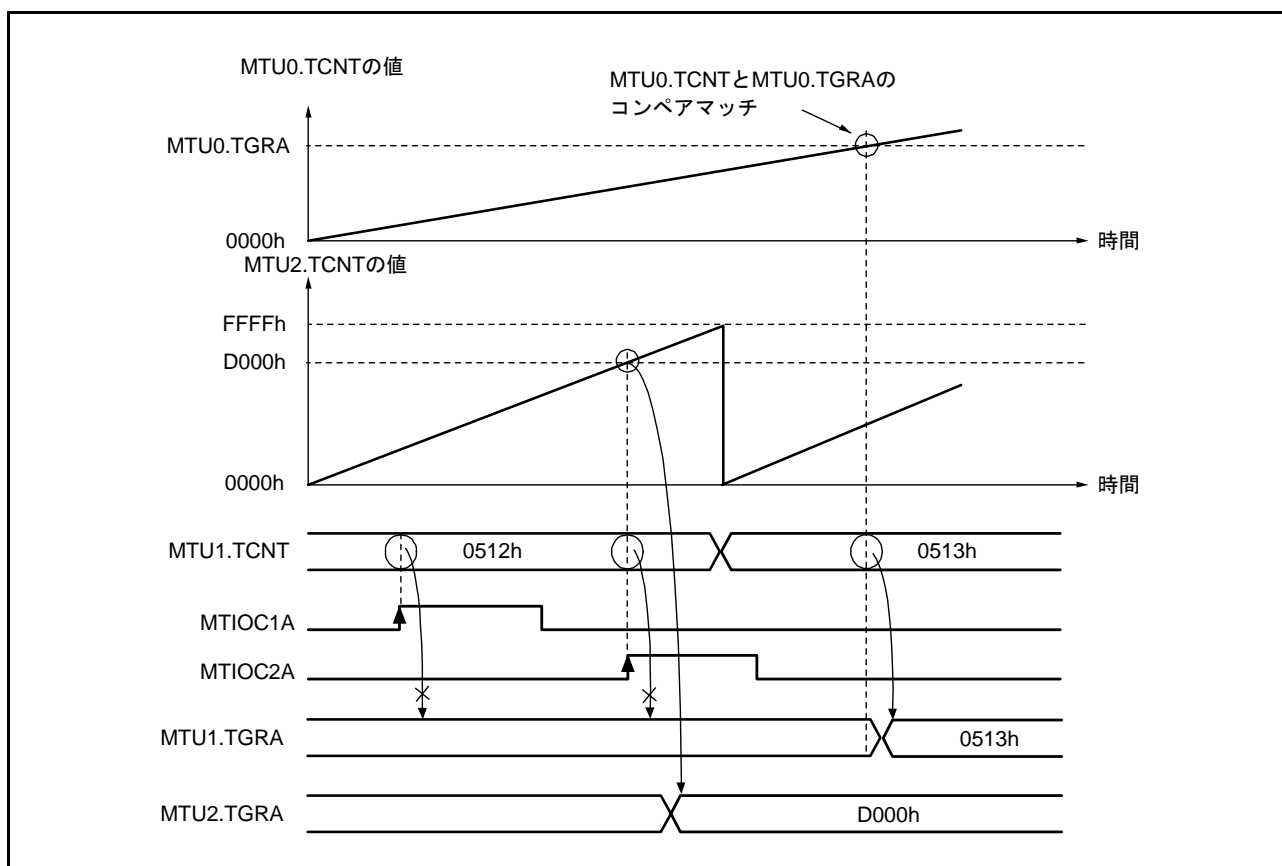 MTU0.TCNTの値
MTU0.TCNTとMTU0.TGRAの
コンペアマッチ
MTU0.TGRA
0000h
時間
MTU2.TCNTの値
FFFFh
D000h
0000h
時間
MTU1.TCNT
0512h
0513h
MTIOC1A
MTIOC2A
MTU1.TGRA
0513h
MTU2.TGRA
D000h